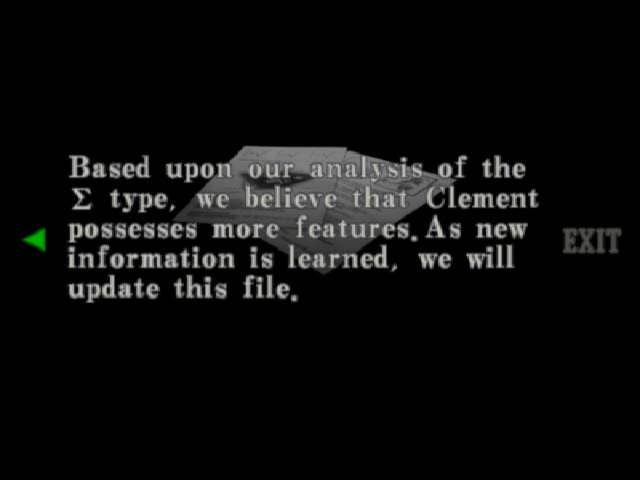 Based upon our analysis of the
Σ type, we believe that Clement
possesses more features. As new
information is learned, we will
update this file.
EXIT